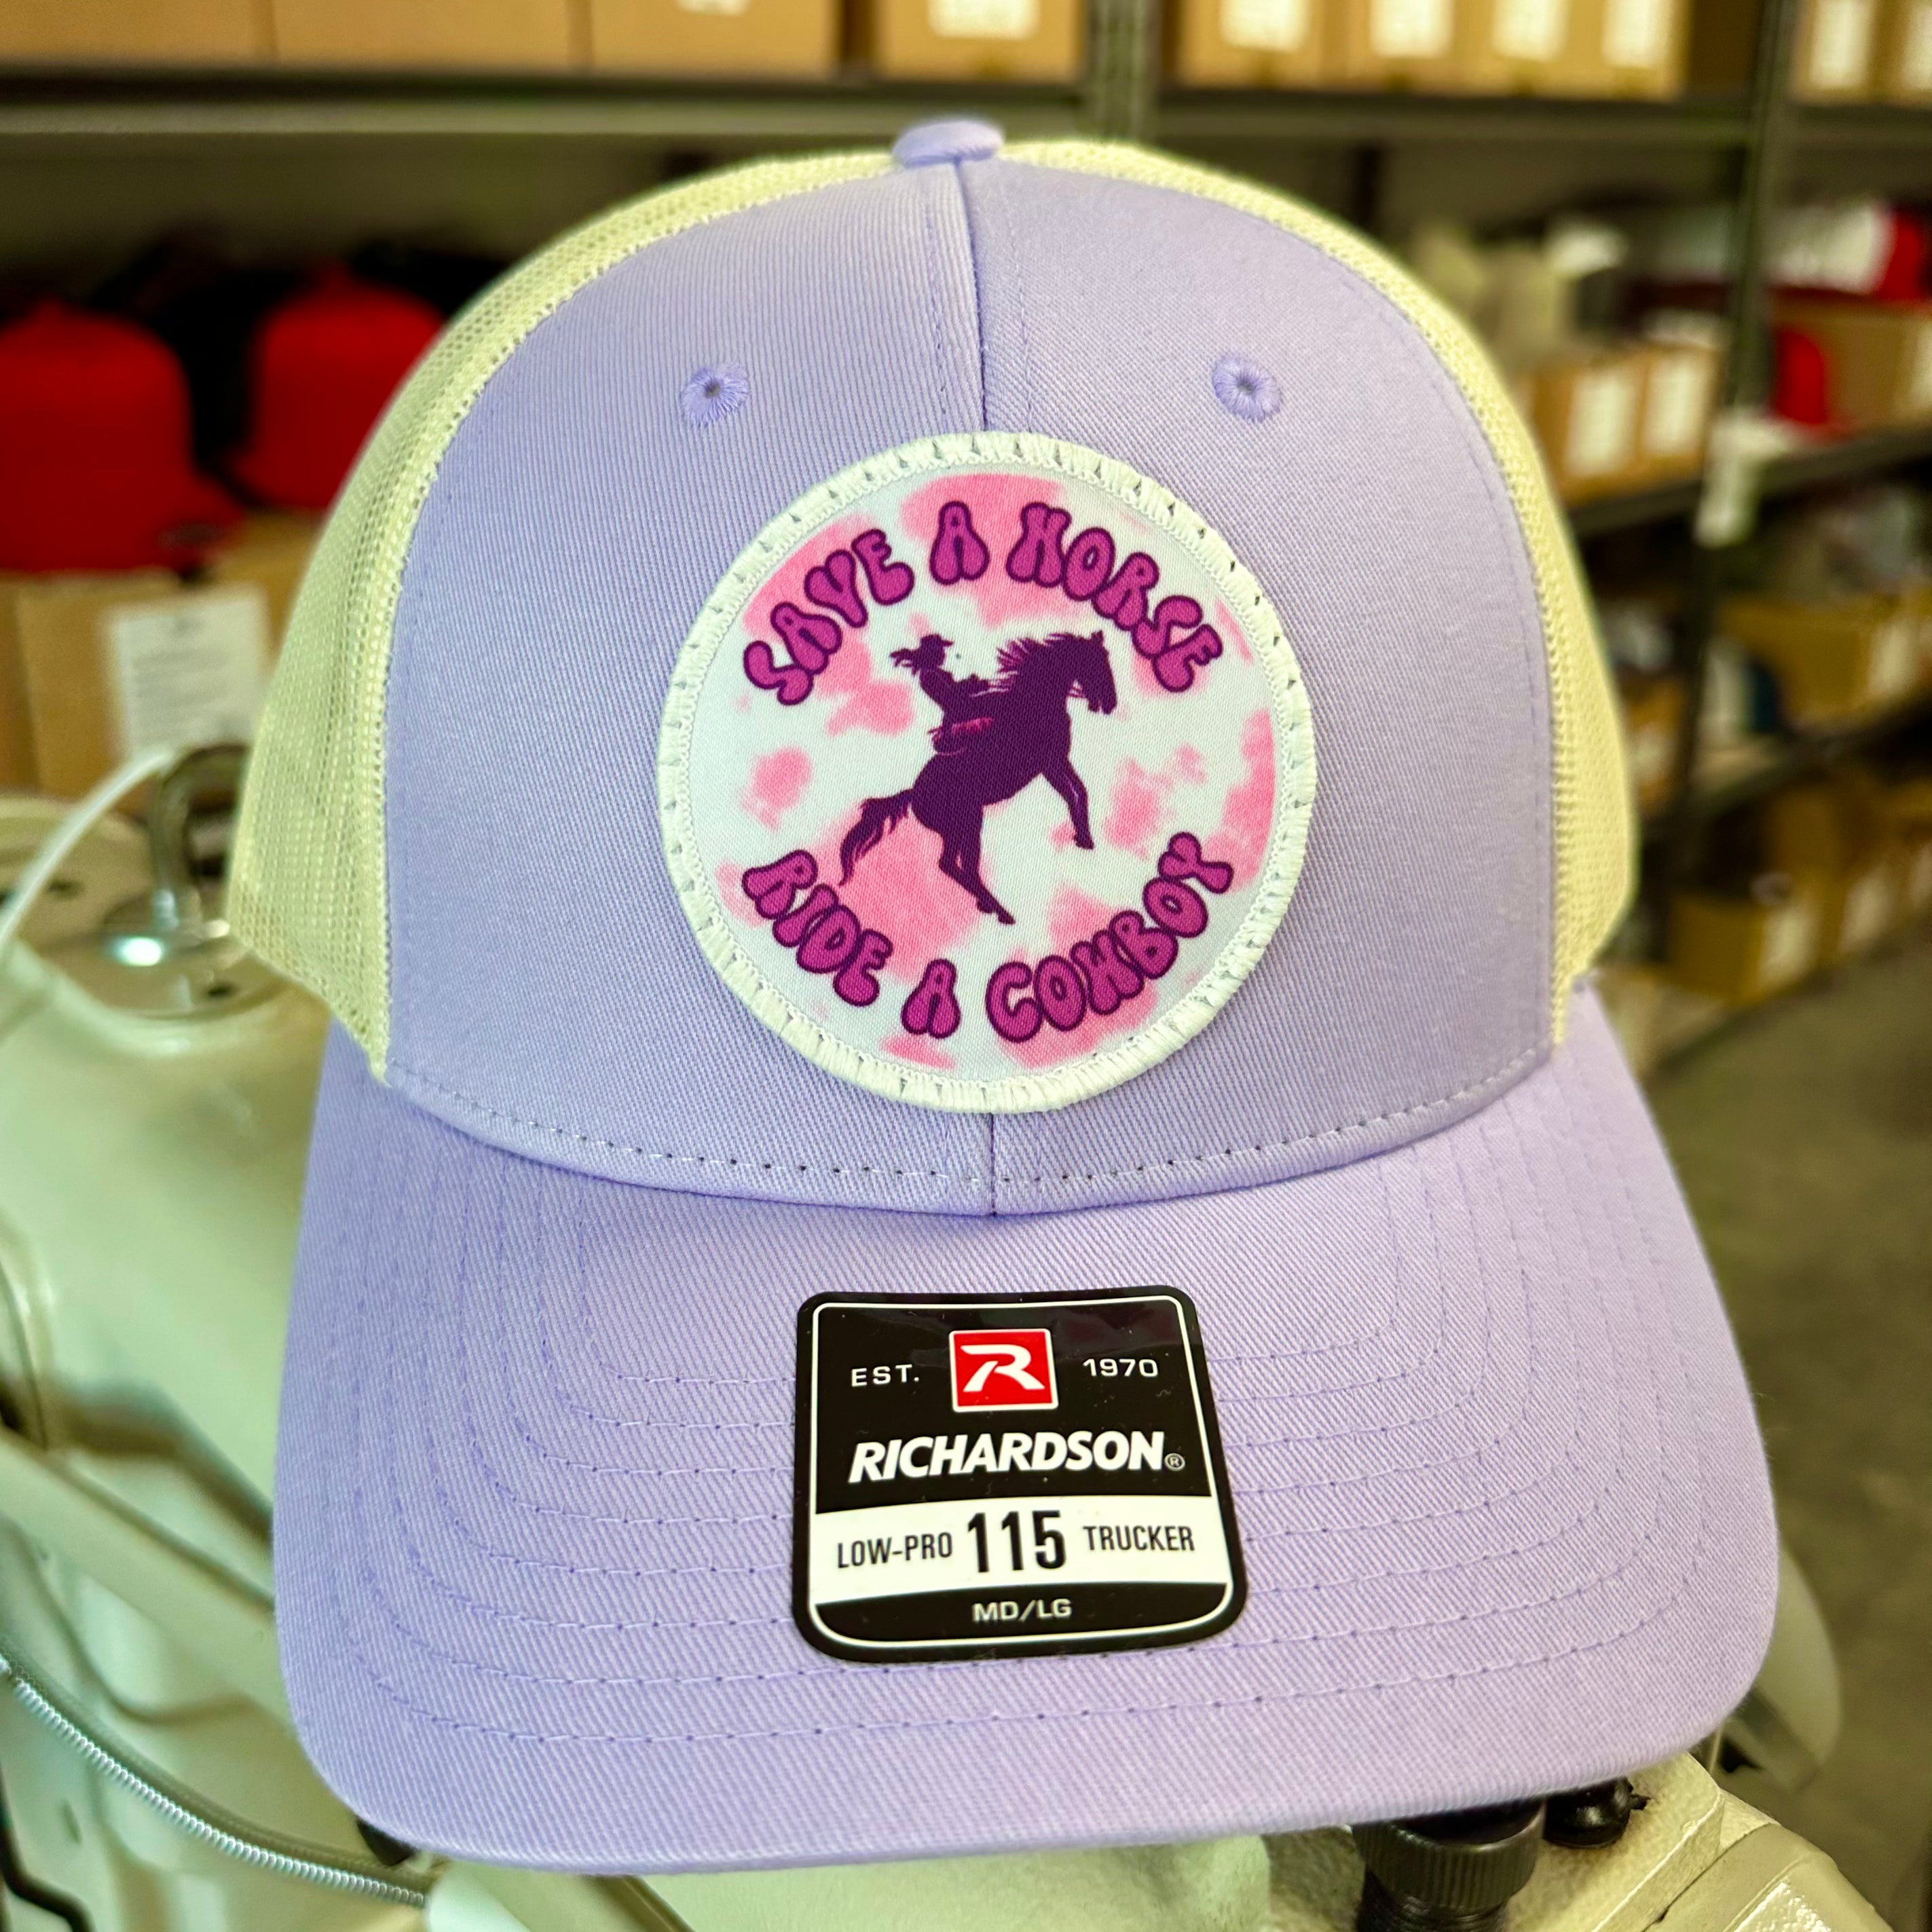 SAVE A HORSE
RIDE A COWBOY
EST. R 1970
RICHARDSON®
LOW-PRO 115 TRUCKER
MD/LG